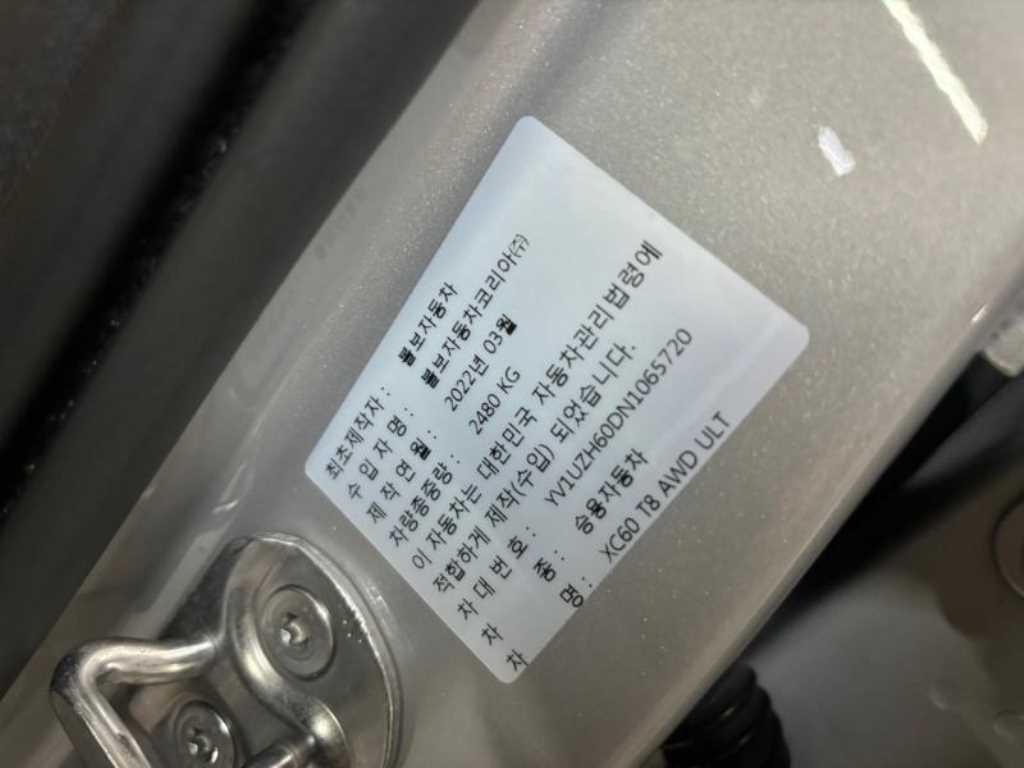 최초제작자 : 볼보자동차
수 입 자 명 : 볼보자동차코리아(주)
제 작 연 월 : 2022년 03월
차량총중량 : 2480 KG
이 자동차는 대한민국 자동차관리법령에
적합하게 제작(수입) 되었습니다.
차 대 번 호 : YV1UZH60DN1065720
차 종 : 승용자동차
차 명 : XC60 T8 AWD ULT